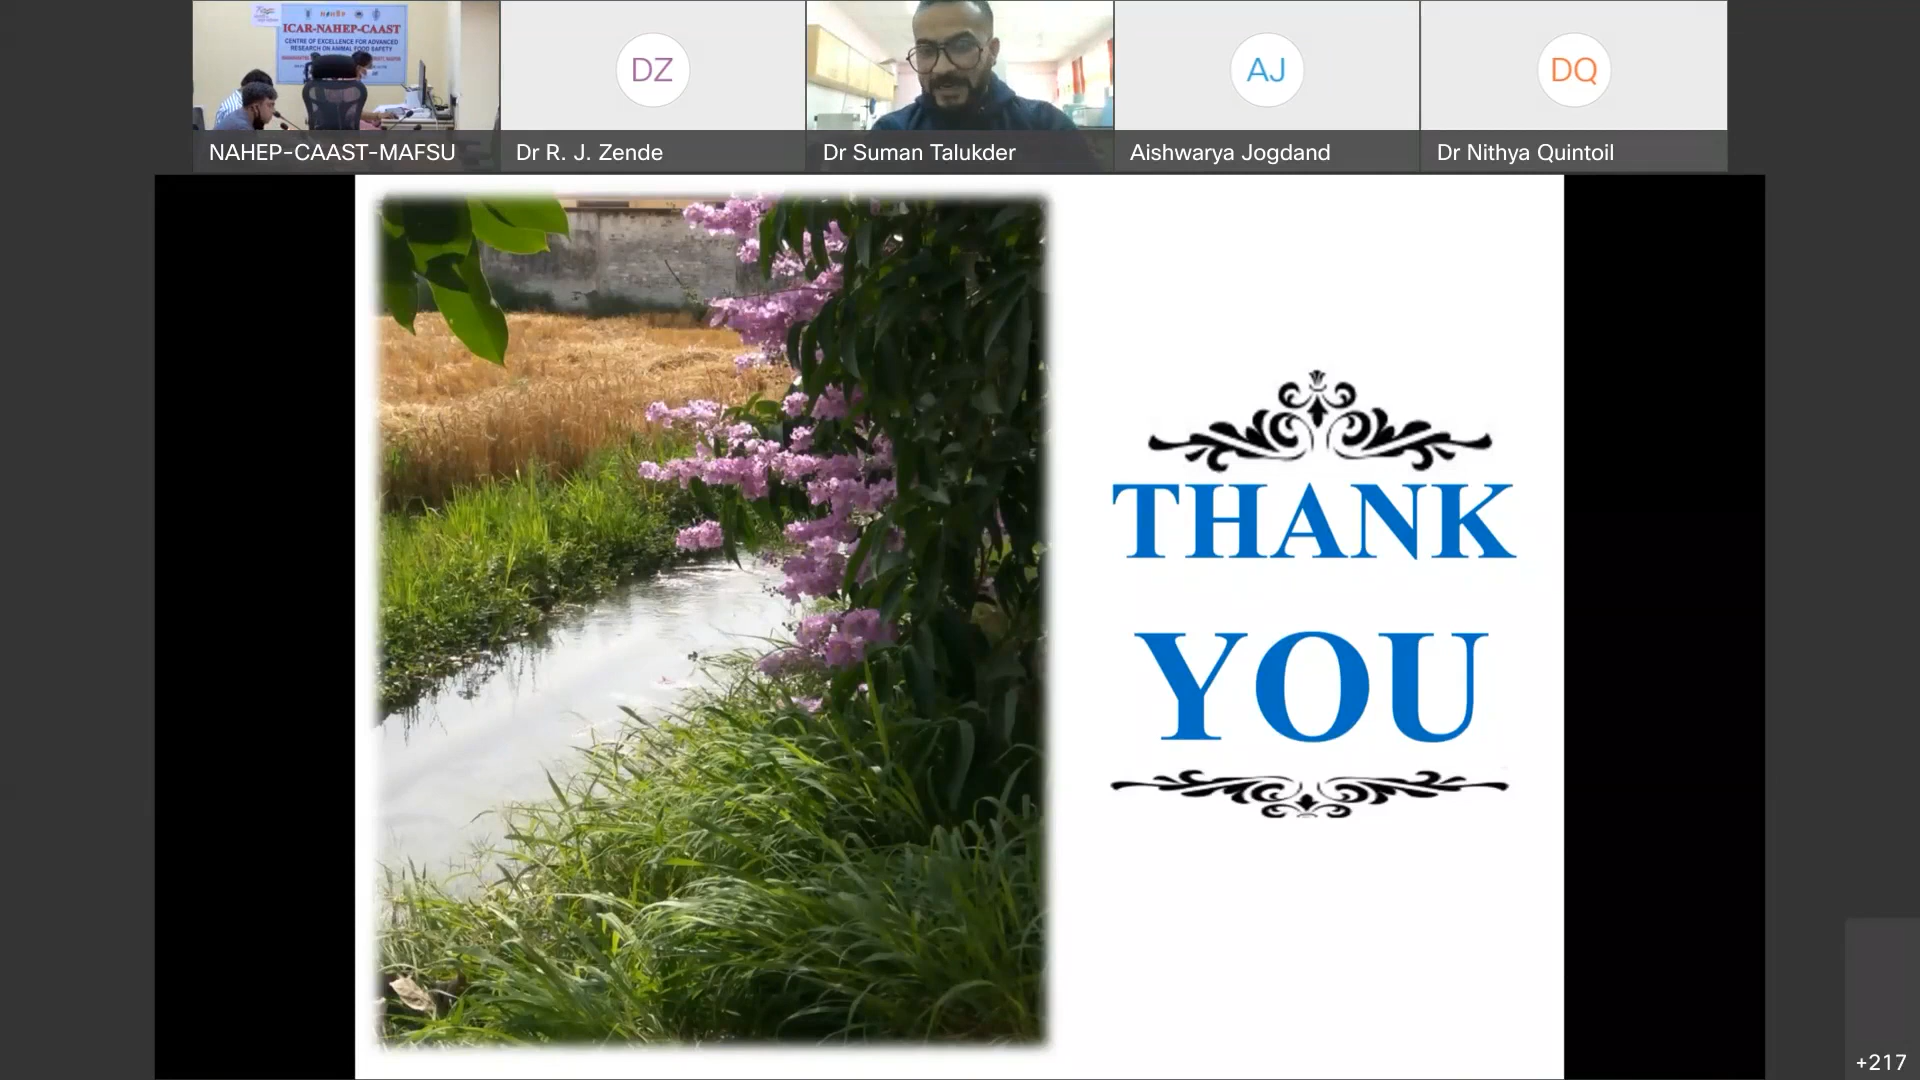 ICAR-NAHEP-CAAST
CENTRE OF EXCELLENCE FOR ADVANCED
RESEARCH ON ANIMAL FOOD SAFETY
NAHEP-CAAST-MAFSU
DZ
Dr R. J. Zende
Dr Suman Talukder
AJ
Aishwarya Jogdand
DQ
Dr Nithya Quintoil
THANK
YOU
+217